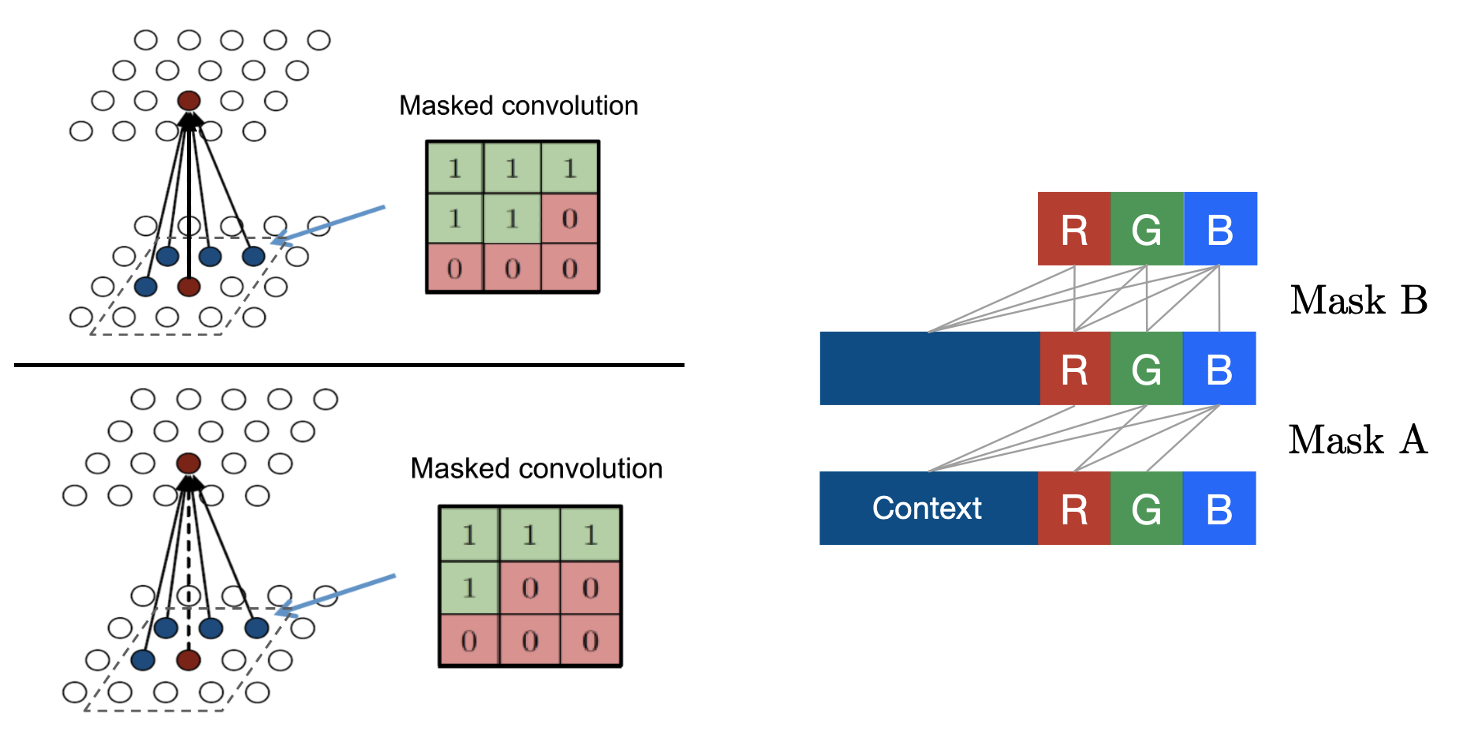 Masked convolution
1 1 1
1 1 0
0 0 0
Masked convolution
1 1 1
1 0 0
0 0 0
R G B
Mask B
R G B
Mask A
Context R G B